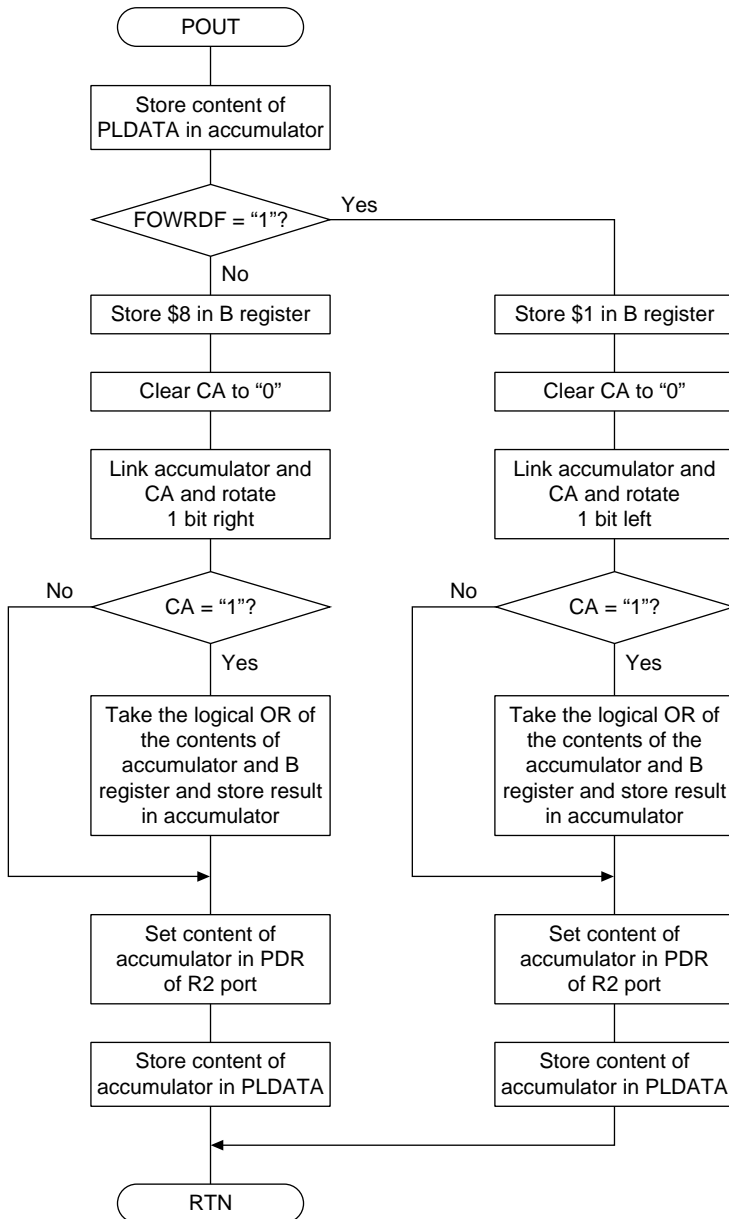 POUT
Store content of
PLDATA in accumulator
FOWRDF = “1”?
Yes
No
Store $8 in B register
Clear CA to “0”
Link accumulator and
CA and rotate
1 bit right
No
CA = “1”?
Yes
Take the logical OR of
the contents of
accumulator and B
register and store result
in accumulator
Set content of
accumulator in PDR
of R2 port
Store content of
accumulator in PLDATA
Store $1 in B register
Clear CA to “0”
Link accumulator and
CA and rotate
1 bit left
No
CA = “1”?
Yes
Take the logical OR of
the contents of the
accumulator and B
register and store result
in accumulator
Set content of
accumulator in PDR
of R2 port
Store content of
accumulator in PLDATA
RTN